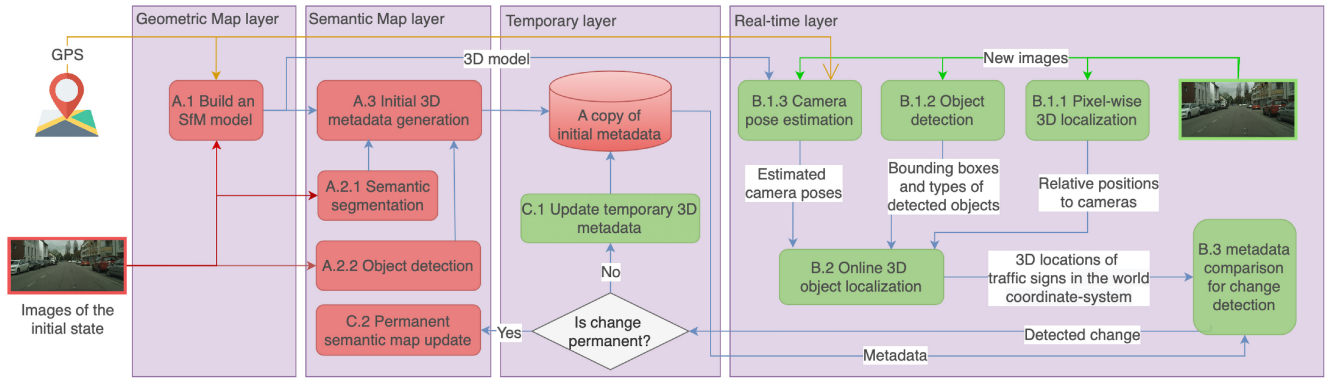 Geometric Map layer
Semantic Map layer
Temporary layer
Real-time layer
GPS
3D model
New images
A.1 Build an
SfM model
A.3 Initial 3D
metadata generation
A copy of
initial metadata
B.1.3 Camera
pose estimation
B.1.2 Object
detection
B.1.1 Pixel-wise
3D localization
A.2.1 Semantic
segmentation
Estimated
camera poses
Bounding boxes
and types of
detected objects
Relative positions
to cameras
C.1 Update temporary 3D
metadata
A.2.2 Object detection
No
B.2 Online 3D
object localization
3D locations of
traffic signs in the world
coordinate-system
B.3 metadata
comparison
for change
detection
Images of the
initial state
C.2 Permanent
semantic map update
Yes
Is change
permanent?
Detected change
Metadata